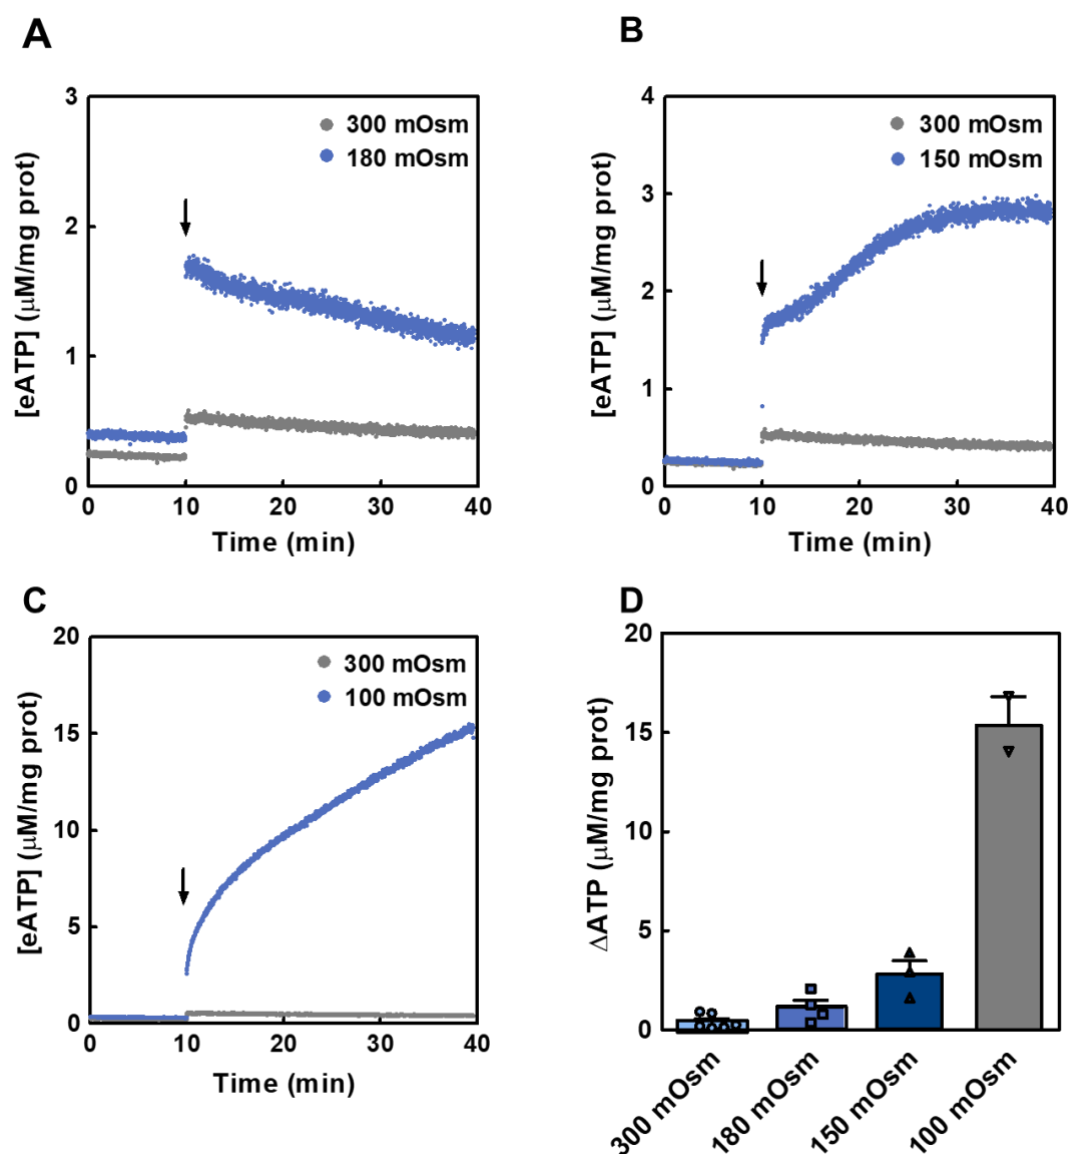 A
3
2
1
0
[eATP] (μM/mg prot)
300 mOsm
180 mOsm
0 10 20 30 40
Time (min)
B
4
3
2
1
0
[eATP] (μM/mg prot)
300 mOsm
150 mOsm
0 10 20 30 40
Time (min)
C
20
15
10
5
0
[eATP] (μM/mg prot)
300 mOsm
100 mOsm
0 10 20 30 40
Time (min)
D
20
15
10
5
0
ΔATP (μM/mg prot)
300 mOsm
180 mOsm
150 mOsm
100 mOsm